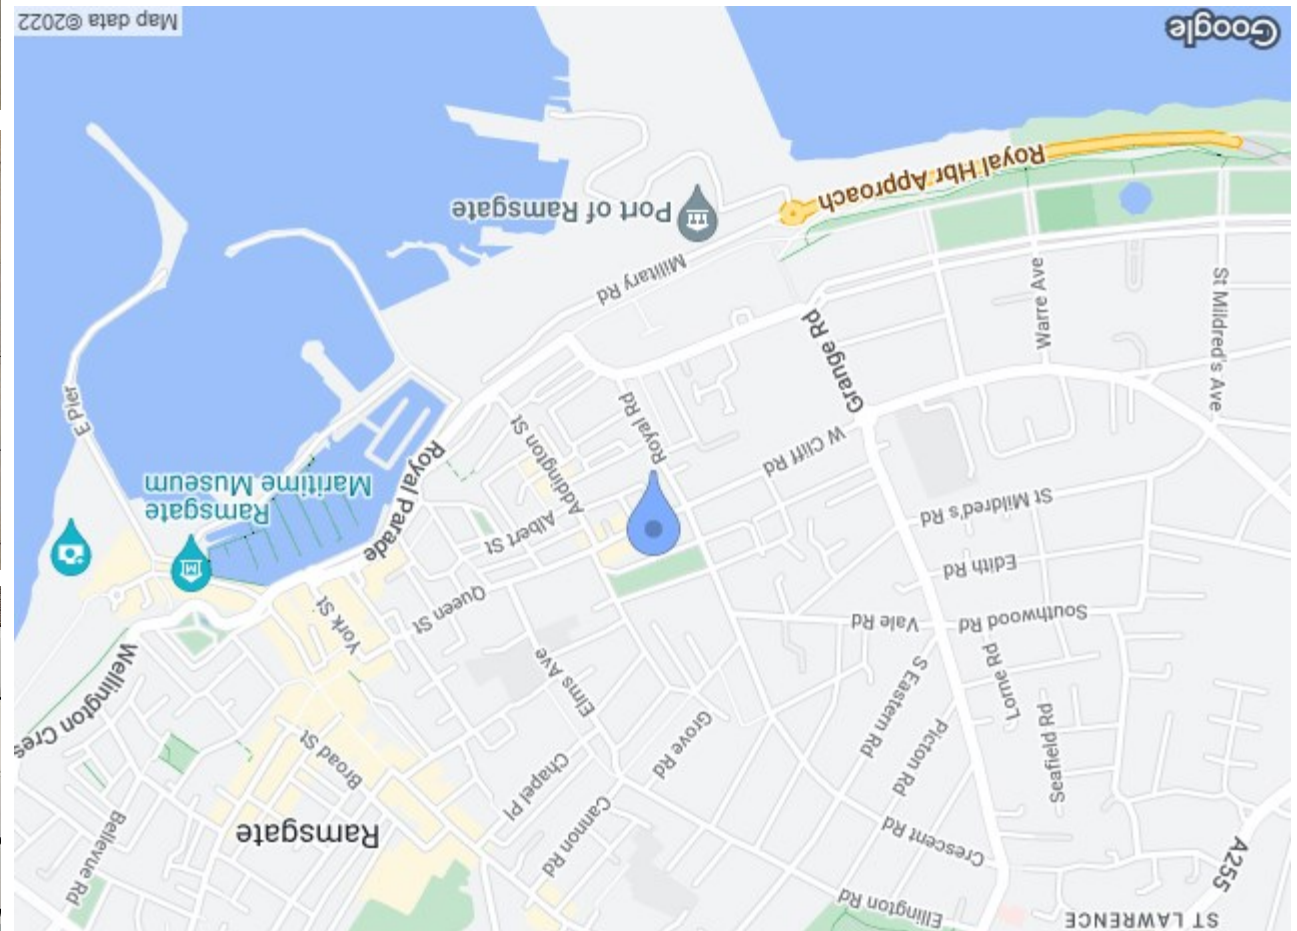 ST LAWRENCE
A255
Ellington Rd
Crescent Rd
Cannon Rd
Chapel Pl
Ramsgate
Bellevue Rd
Broad St
Wellington Cres
Seafield Rd
Picton Rd
Lorne Rd
S Eastern Rd
Grove Rd
Elms Ave
York St
Southwood Rd
Vale Rd
Queen St
Edith Rd
St Mildred's Rd
Albert St
Addington St
Royal Parade
Ramsgate
Maritime Museum
E Pier
W Cliff Rd
Royal Rd
Grange Rd
Warre Ave
St Mildred's Ave
Military Rd
Port of Ramsgate
Royal Hbr Approach
Google
Map data ©2022